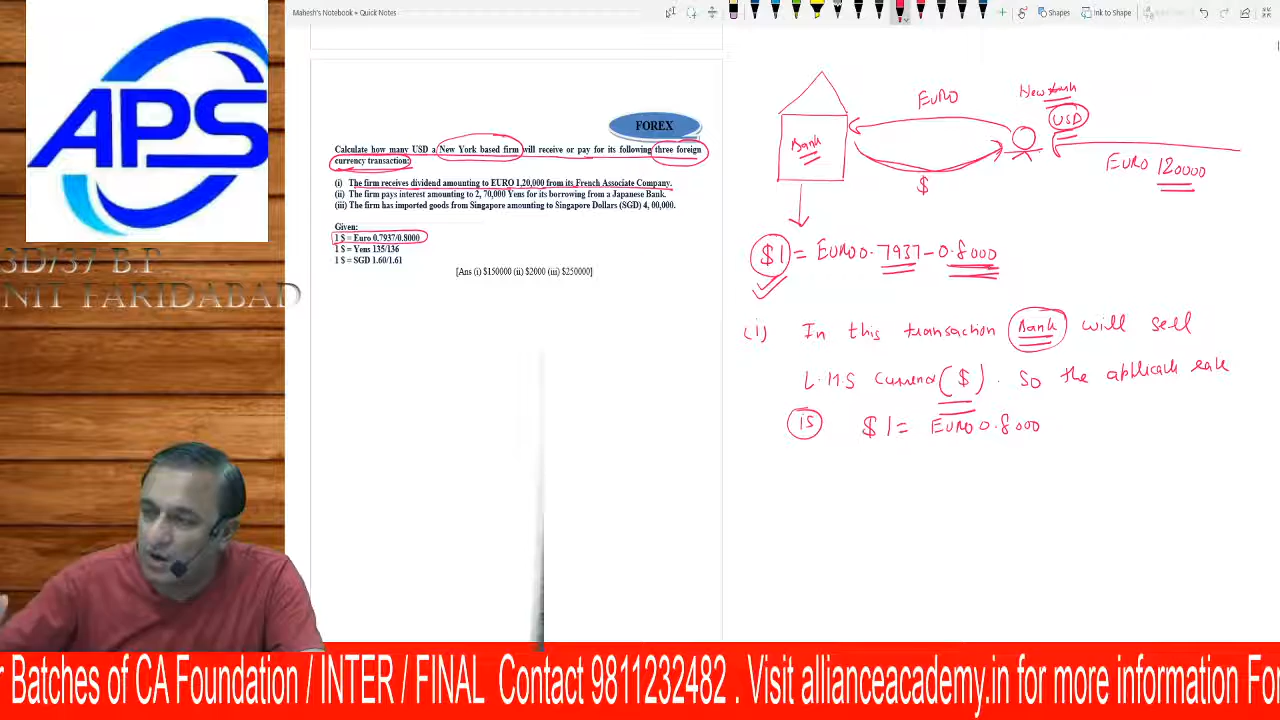 Mahesh's Notebook + Quick Notes
Shapes
Ink to Shape
APS
3D/37 B.P.
NIT FARIDABAD
FOREX
Calculate how many USD a New York based firm will receive or pay for its following three foreign
currency transaction:
(i) The firm receives dividend amounting to EURO 1,20,000 from its French Associate Company.
(ii) The firm pays interest amounting to 2, 70,000 Yens for its borrowing from a Japanese Bank.
(iii) The firm has imported goods from Singapore amounting to Singapore Dollars (SGD) 4, 00,000.
Given:
1 $ = Euro 0.7937/0.8000
1 $ = Yens 135/136
1 $ = SGD 1.60/1.61
[Ans (i) $150000 (ii) $2000 (iii) $250000]
EURO
New
USD
Bank
EURO 120000
$
$1 = EURO 0.7937 - 0.8000
(i) In this transaction Bank will sell
L.H.S currency ($). So the rate
is $1 = EURO 0.8000
r Batches of CA Foundation / INTER / FINAL Contact 9811232482 . Visit allianceacademy.in for more information For